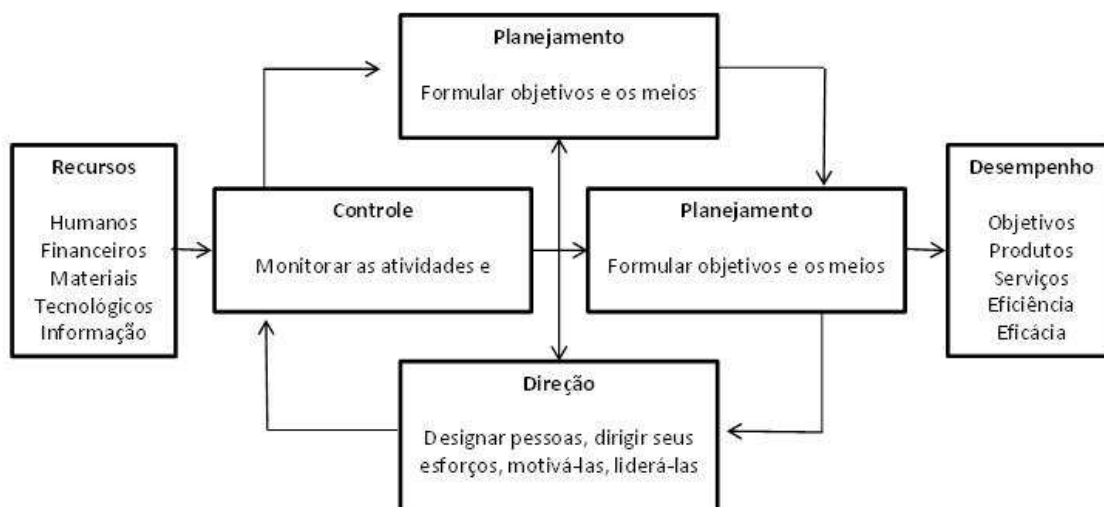 Planejamento
Formular objetivos e os meios
Recursos
Humanos
Financeiros
Materiais
Tecnológicos
Informação
Controle
Monitorar as atividades e
Planejamento
Formular objetivos e os meios
Desempenho
Objetivos
Produtos
Serviços
Eficiência
Eficácia
Direção
Designar pessoas, dirigir seus
esforços, motivá-las, liderá-las